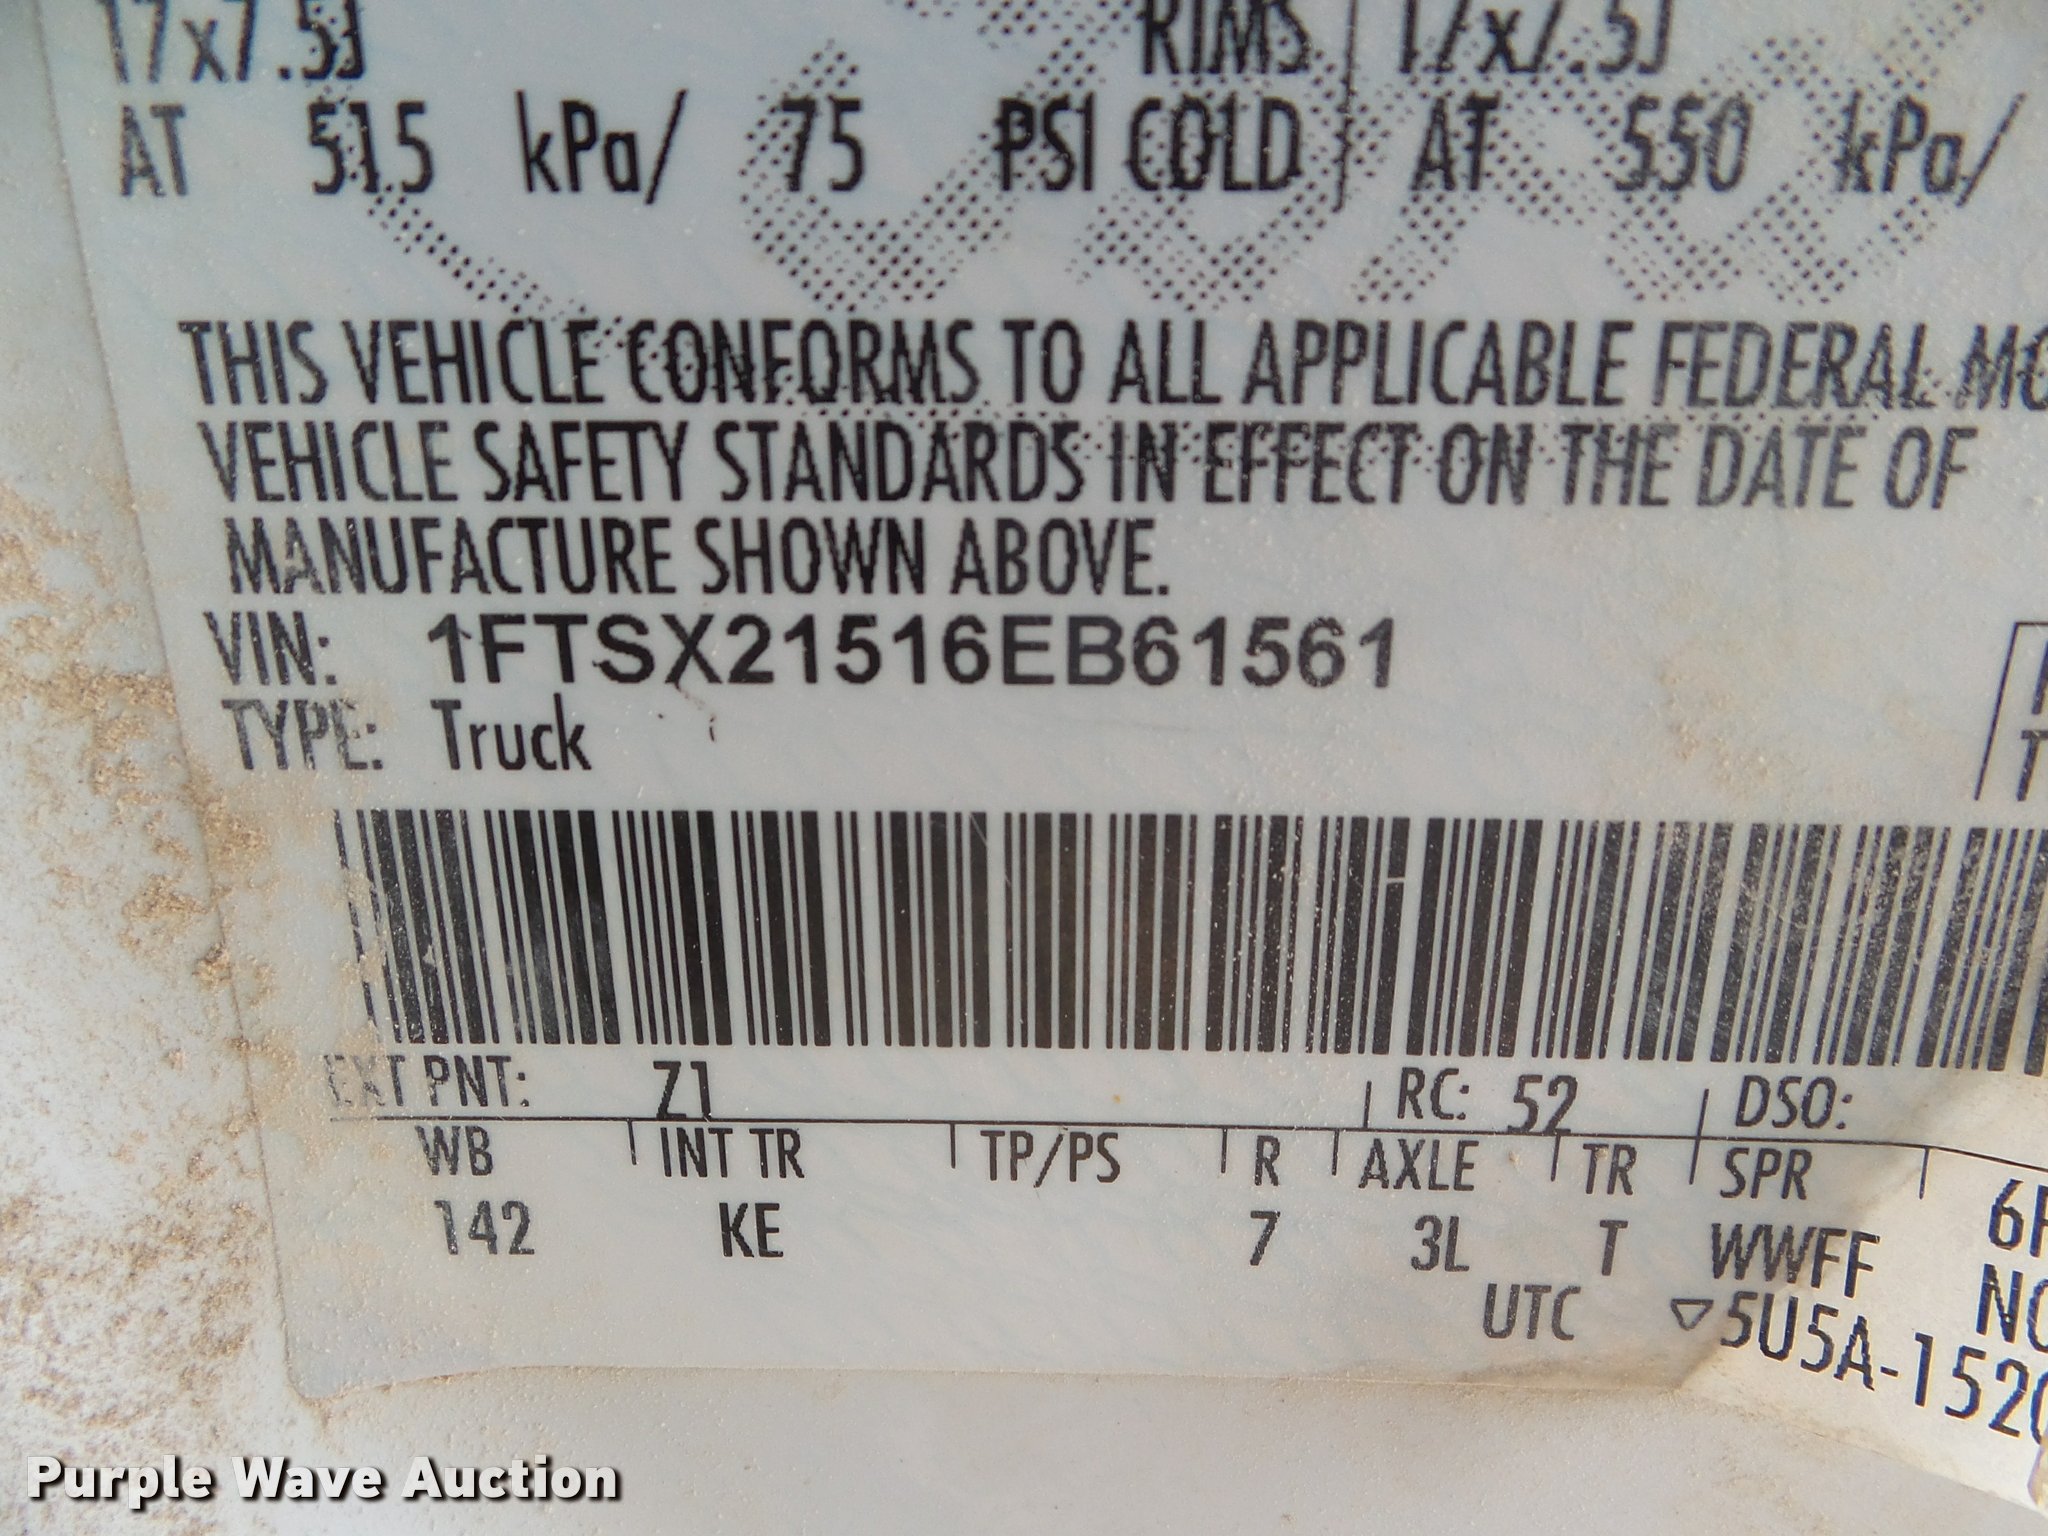 17x7.5J RIMS 17x7.5J
AT 515 kPa/ 75 PSI COLD AT 550 kPa/
THIS VEHICLE CONFORMS TO ALL APPLICABLE FEDERAL MO
VEHICLE SAFETY STANDARDS IN EFFECT ON THE DATE OF
MANUFACTURE SHOWN ABOVE.
VIN: 1FTSX21516EB61561
TYPE: Truck
EXT PNT: Z1 RC: 52 DSO:
WB INT TR TP/PS R AXLE TR SPR
142 KE 7 3L T WWFF
UTC ▽5U5A-1520
Purple Wave Auction